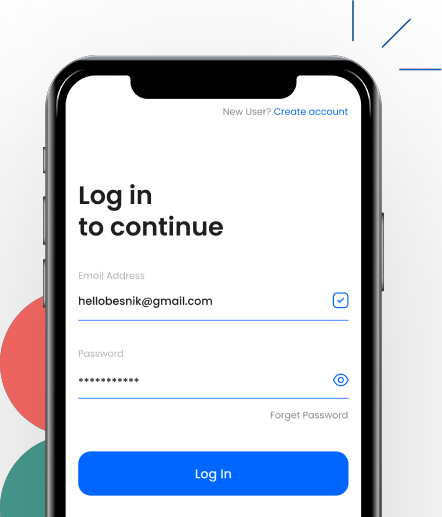 New User? Create account
Log in
to continue
Email Address
hellobesnik@gmail.com
Password
***********
Forget Password
Log In